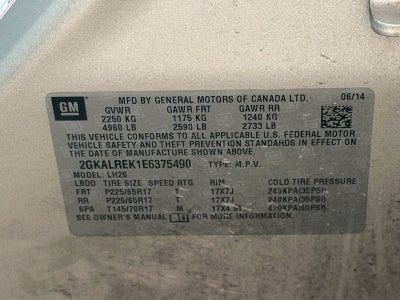 GM
MFD BY GENERAL MOTORS OF CANADA LTD. 06/14
GVWR GAWR FRT GAWR RR
2250 KG 1175 KG 1240 KG
4960 LB 2590 LB 2733 LB
THIS VEHICLE CONFORMS TO ALL APPLICABLE U.S. FEDERAL MOTOR
VEHICLE SAFETY AND THEFT PREVENTION STANDARDS IN EFFECT ON
THE DATE OF MANUFACTURE SHOWN ABOVE.
2GKALREK1E6375490 TYPE: M.P.V.
MODEL: LH26
TIRE SIZE SPEED RTG RIM COLD TIRE PRESSURE
FRT P225/65R17 T 17X7J 240KPA(35PSI)
RR P225/65R17 T 17X7J 240KPA(35PSI)
SPA T145/70R17 M 420KPA(60PSI)
SEE OWNER'S MANUAL FOR ADDITIONAL INFORMATION.